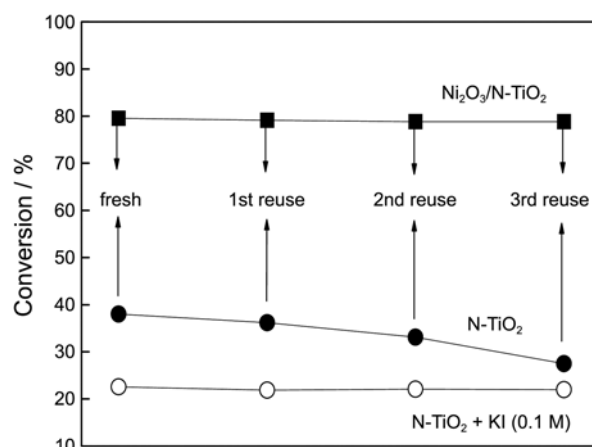 100
90
Ni₂O₃/N-TiO₂
80
70
fresh 1st reuse 2nd reuse 3rd reuse
60
50
40
N-TiO₂
30
20
N-TiO₂ + KI (0.1 M)
10
Conversion / %